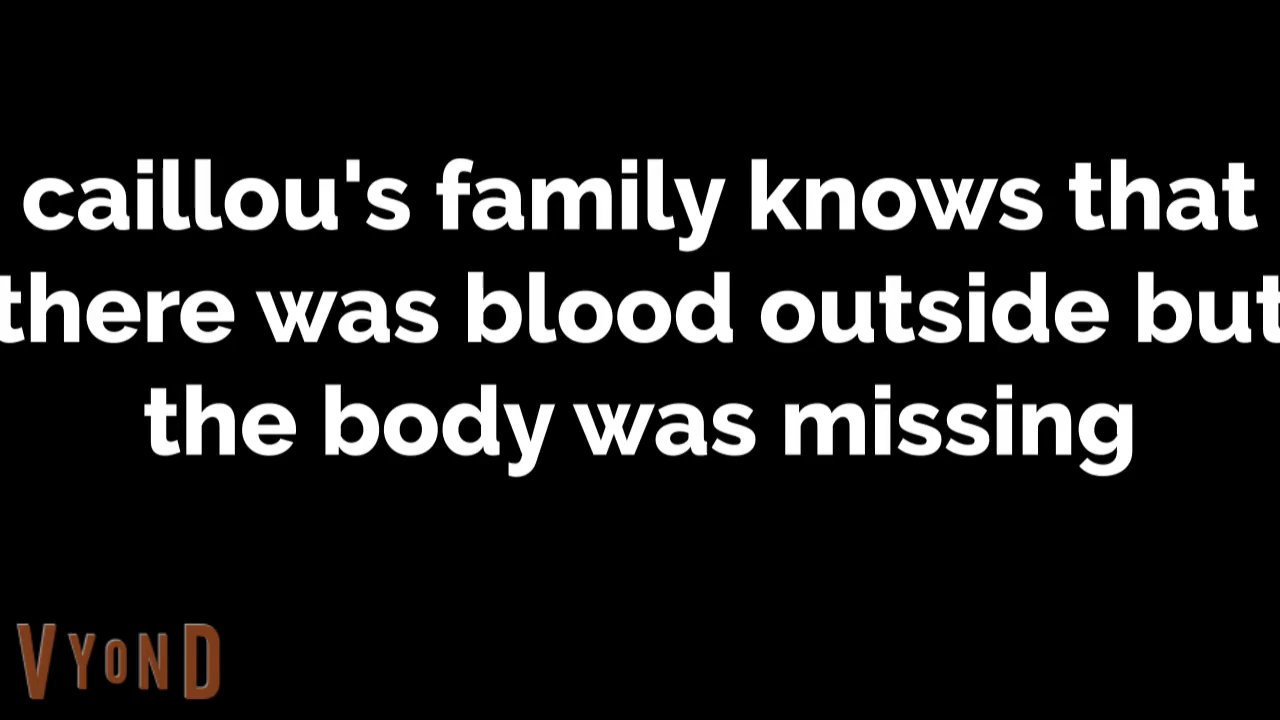 caillou's family knows that
there was blood outside but
the body was missing
VYOND